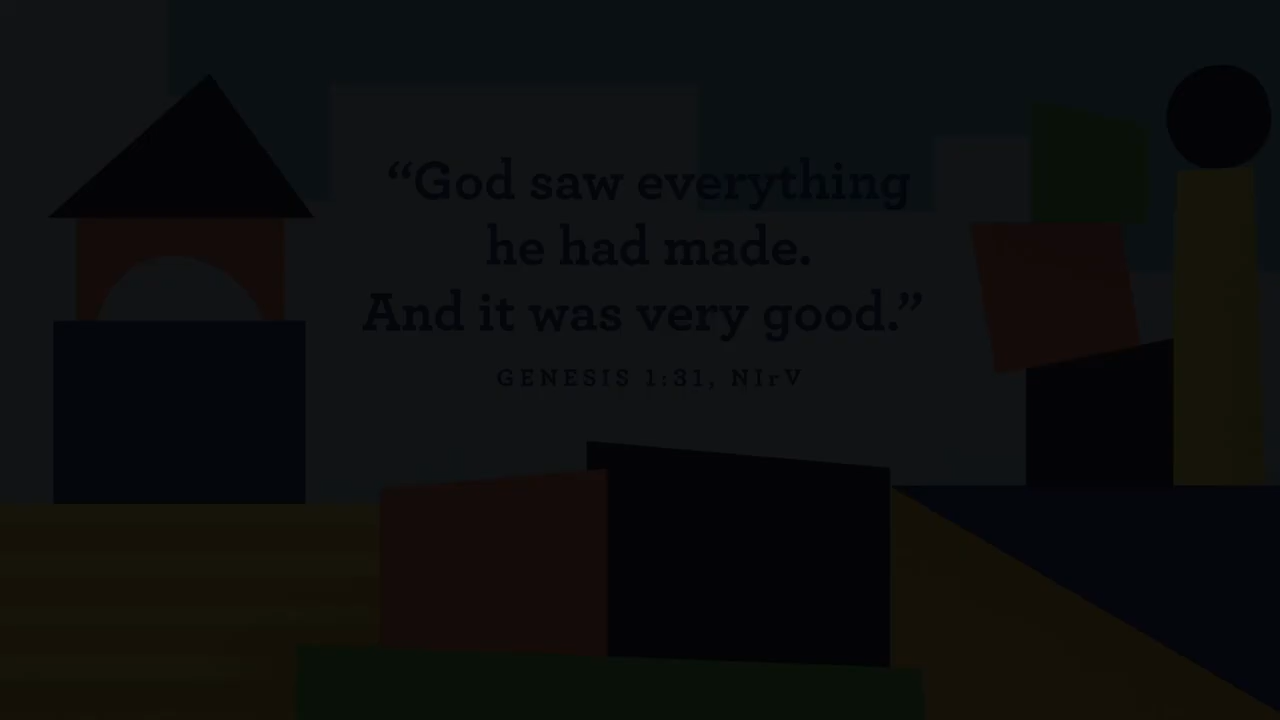 “God saw everything
he had made.
And it was very good.”
GENESIS 1:31, NIrV